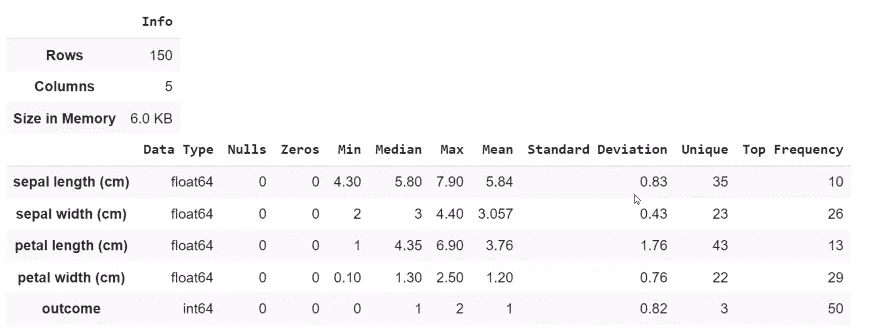 Info
Rows 150
Columns 5
Size in Memory 6.0 KB
Data Type Nulls Zeros Min Median Max Mean Standard Deviation Unique Top Frequency
sepal length (cm) float64 0 0 4.30 5.80 7.90 5.84 0.83 35 10
sepal width (cm) float64 0 0 2 3 4.40 3.057 0.43 23 26
petal length (cm) float64 0 0 1 4.35 6.90 3.76 1.76 43 13
petal width (cm) float64 0 0 0.10 1.30 2.50 1.20 0.76 22 29
outcome int64 0 0 0 1 2 1 0.82 3 50